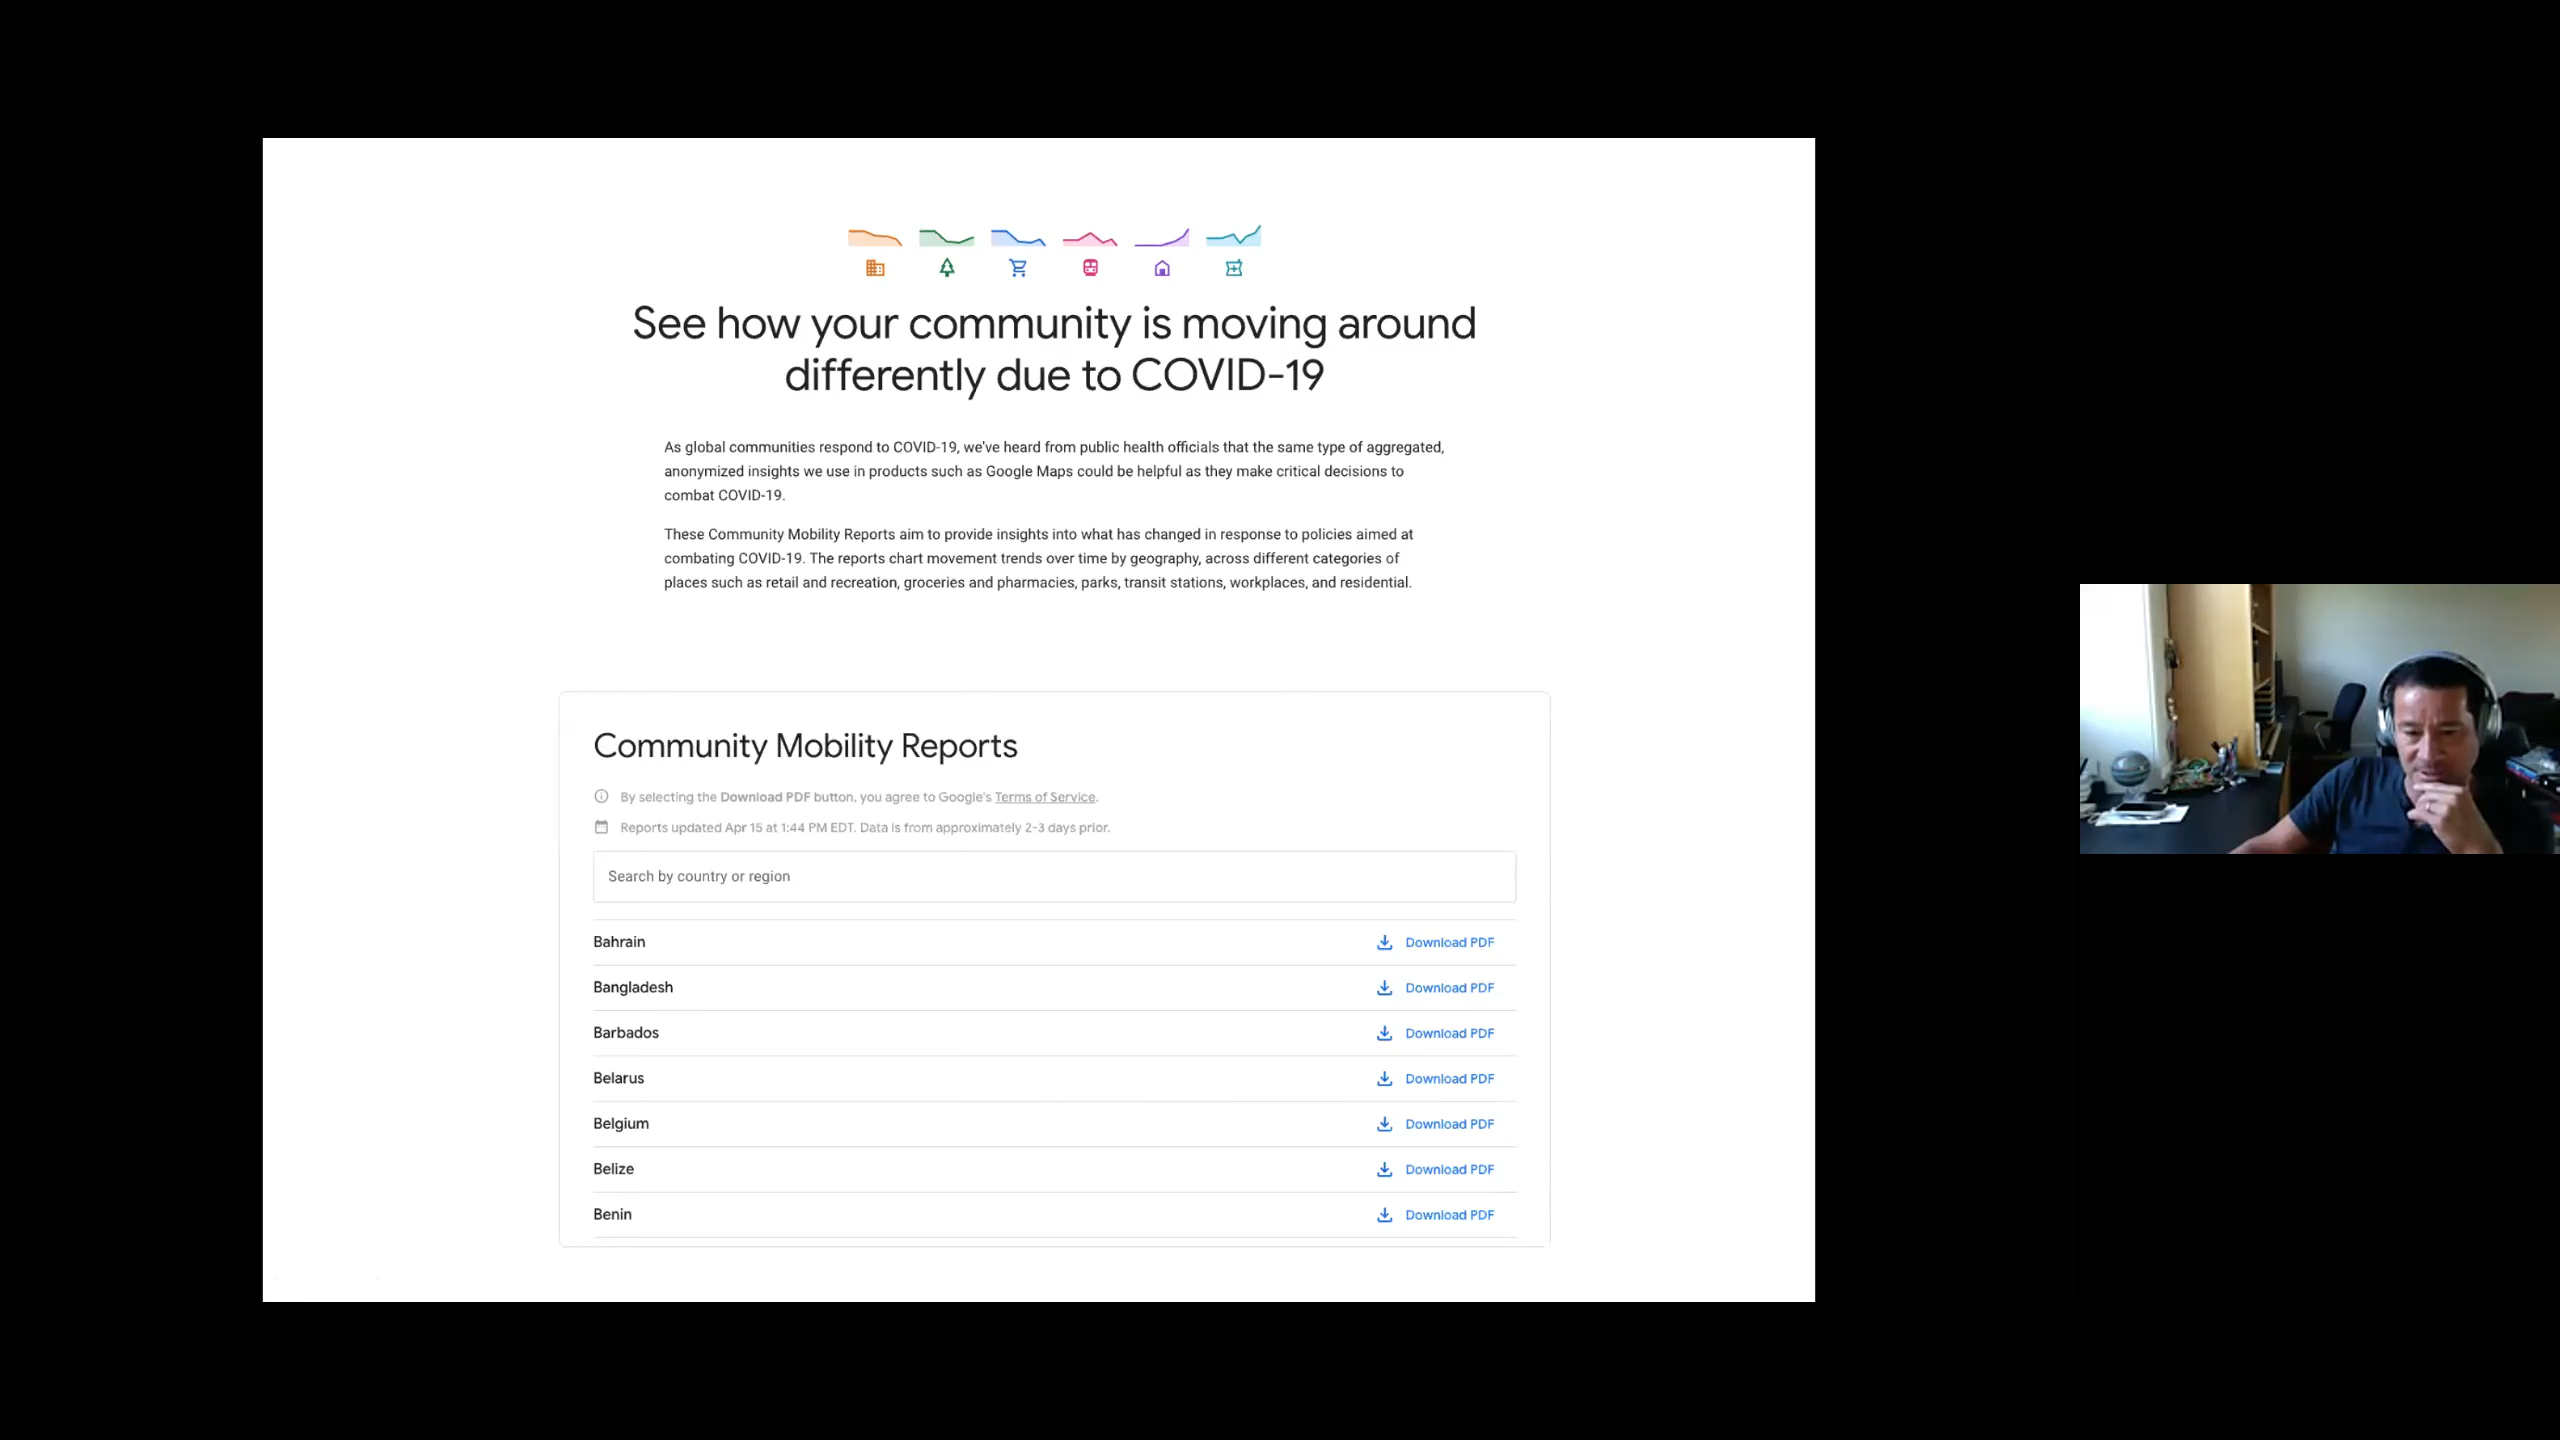 See how your community is moving around
differently due to COVID-19
As global communities respond to COVID-19, we've heard from public health officials that the same type of aggregated,
anonymized insights we use in products such as Google Maps could be helpful as they make critical decisions to
combat COVID-19.
These Community Mobility Reports aim to provide insights into what has changed in response to policies aimed at
combating COVID-19. The reports chart movement trends over time by geography, across different categories of
places such as retail and recreation, groceries and pharmacies, parks, transit stations, workplaces, and residential.
Community Mobility Reports
By selecting the Download PDF button, you agree to Google's Terms of Service.
Reports updated Apr 15 at 1:44 PM EDT. Data is from approximately 2-3 days prior.
Search by country or region
Bahrain Download PDF
Bangladesh Download PDF
Barbados Download PDF
Belarus Download PDF
Belgium Download PDF
Belize Download PDF
Benin Download PDF